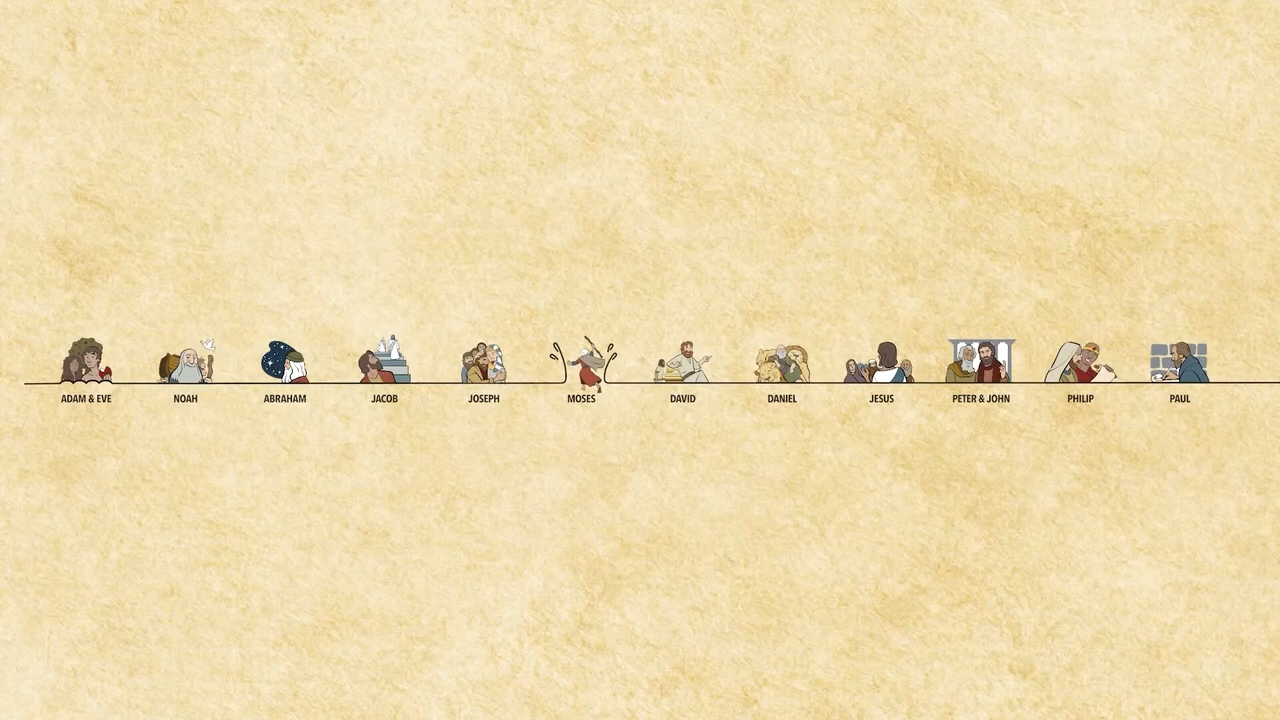 ADAM & EVE
NOAH
ABRAHAM
JACOB
JOSEPH
MOSES
DAVID
DANIEL
JESUS
PETER & JOHN
PHILIP
PAUL